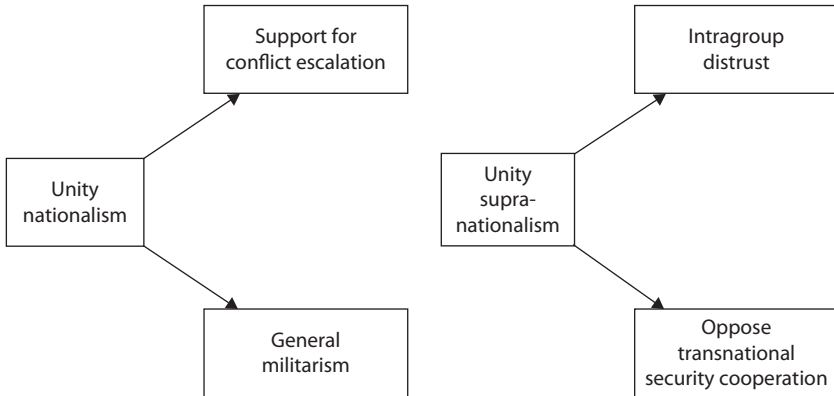 Support for
conflict escalation
Unity
nationalism
General
militarism
Intragroup
distrust
Unity
supra-
nationalism
Oppose
transnational
security cooperation